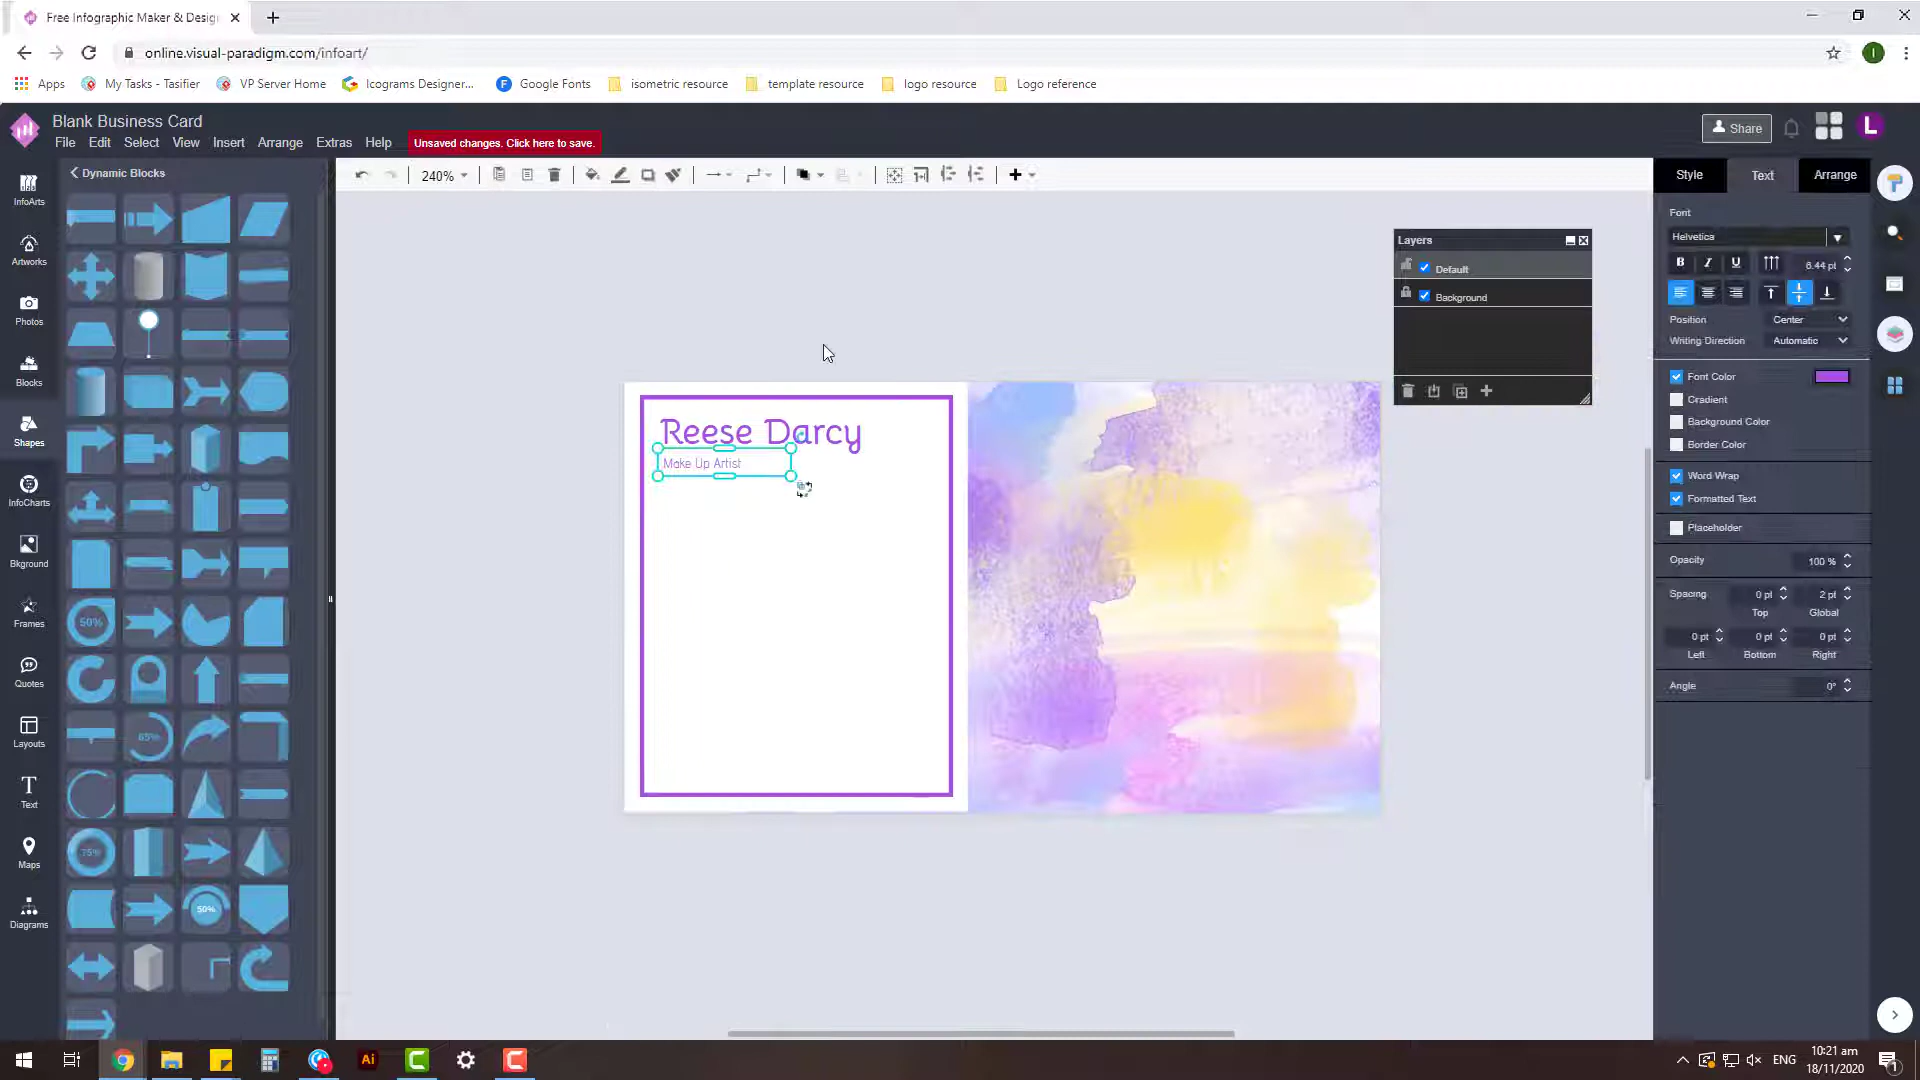 Free Infographic Maker & Desig
online.visual-paradigm.com/infoart/
Apps
My Tasks - Tasifier
VP Server Home
Icograms Designer...
Google Fonts
isometric resource
template resource
logo resource
Logo reference
Blank Business Card
File
Edit
Select
View
Insert
Arrange
Extras
Help
Unsaved changes. Click here to save.
Share
L
Dynamic Blocks
240%
Style
Text
Arrange
InfoArts
Artworks
Photos
Blocks
Shapes
InfoCharts
Bkground
Frames
Quotes
Layouts
Text
Maps
Diagrams
50%
65%
75%
50%
Reese Darcy
Make Up Artist
Layers
Default
Background
Font
Helvetica
B
I
U
6.44 pt
Position
Center
Writing Direction
Automatic
Font Color
Gradient
Background Color
Border Color
Word Wrap
Formatted Text
Placeholder
Opacity
100 %
Spacing
0 pt
2 pt
Top
Global
0 pt
0 pt
0 pt
Left
Bottom
Right
Angle
0°
Ai
ENG
10:21 am
18/11/2020
1